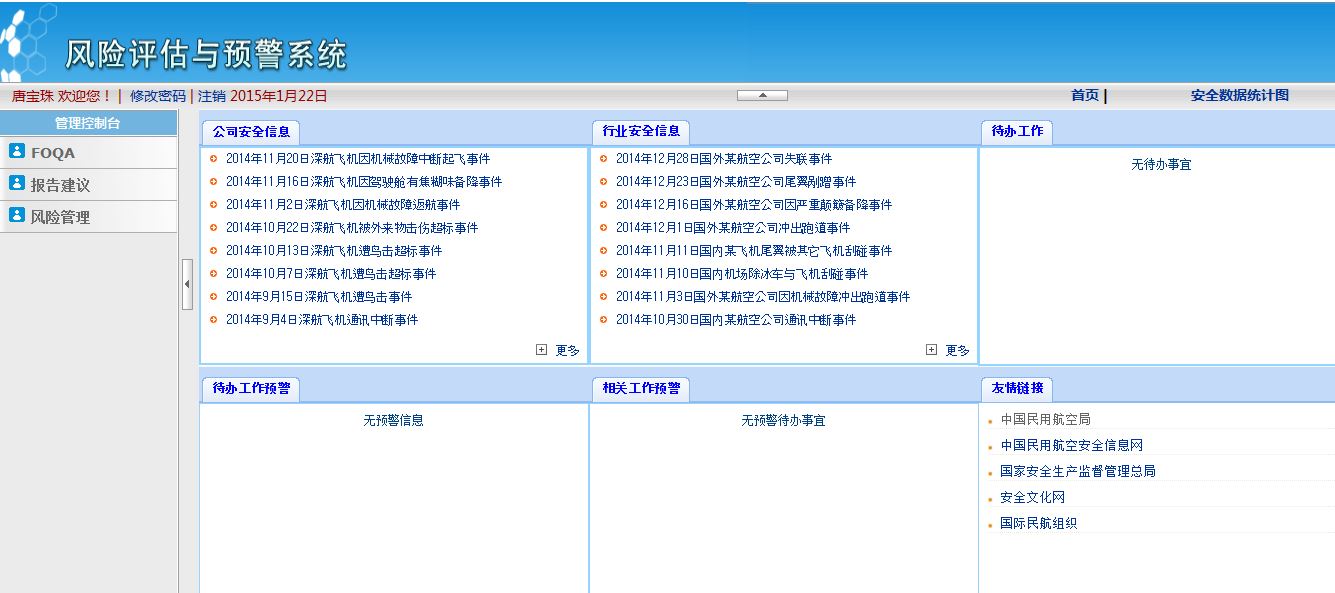 风险评估与预警系统
唐宝珠 欢迎您！ | 修改密码 | 注销 2015年1月22日
首页 |
安全数据统计图
管理控制台
FOQA
报告建议
风险管理
公司安全信息
2014年11月20日深航飞机因机械故障中断起飞事件
2014年11月16日深航飞机因驾驶舱有焦糊味备降事件
2014年11月2日深航飞机因机械故障返航事件
2014年10月22日深航飞机被外来物击伤超标事件
2014年10月13日深航飞机遭鸟击超标事件
2014年10月7日深航飞机遭鸟击超标事件
2014年9月15日深航飞机遭鸟击事件
2014年9月4日深航飞机通讯中断事件
更多
行业安全信息
2014年12月28日国外某航空公司失联事件
2014年12月23日国外某航空公司尾翼剐蹭事件
2014年12月16日国外某航空公司因严重颠簸备降事件
2014年12月1日国外某航空公司冲出跑道事件
2014年11月11日国内某飞机尾翼被其它飞机刮碰事件
2014年11月10日国内机场除冰车与飞机刮碰事件
2014年11月3日国外某航空公司因机械故障冲出跑道事件
2014年10月30日国内某航空公司通讯中断事件
更多
待办工作
无待办事宜
待办工作预警
无预警信息
相关工作预警
无预警待办事宜
友情链接
中国民用航空局
中国民用航空安全信息网
国家安全生产监督管理总局
安全文化网
国际民航组织